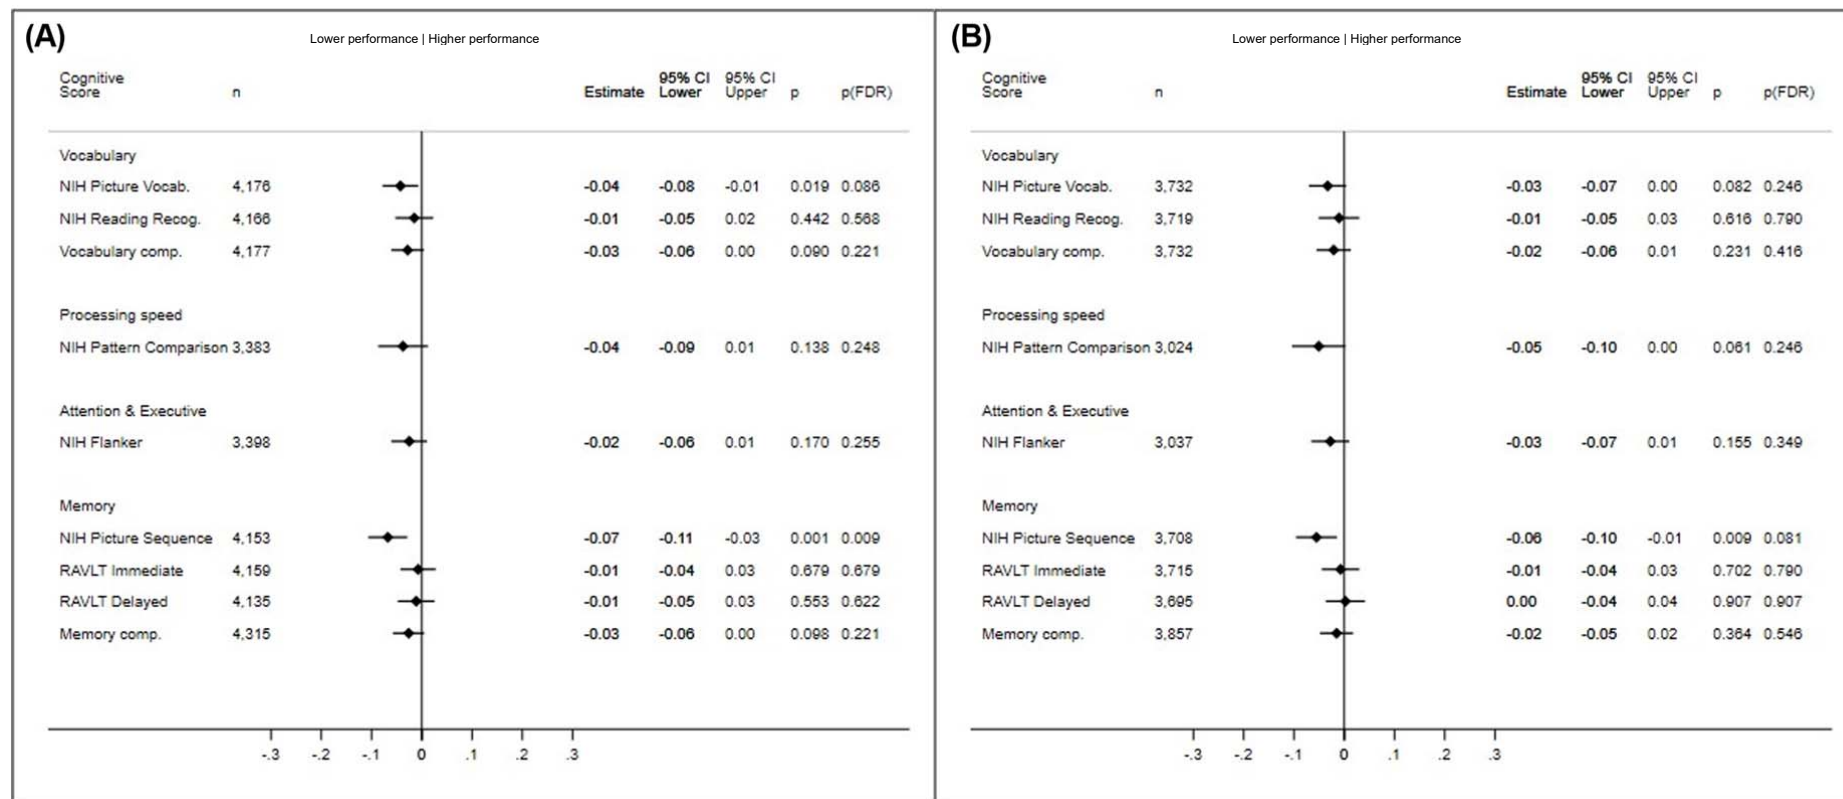 (A)
Lower performance | Higher performance
Cognitive Score n Estimate 95% CI Lower 95% CI Upper p p(FDR)
Vocabulary
NIH Picture Vocab. 4,176 -0.04 -0.08 -0.01 0.019 0.086
NIH Reading Recog. 4,166 -0.01 -0.05 0.02 0.442 0.568
Vocabulary comp. 4,177 -0.03 -0.06 0.00 0.090 0.221
Processing speed
NIH Pattern Comparison 3,383 -0.04 -0.09 0.01 0.138 0.248
Attention & Executive
NIH Flanker 3,398 -0.02 -0.06 0.01 0.170 0.255
Memory
NIH Picture Sequence 4,153 -0.07 -0.11 -0.03 0.001 0.009
RAVLT Immediate 4,159 -0.01 -0.04 0.03 0.679 0.679
RAVLT Delayed 4,135 -0.01 -0.05 0.03 0.553 0.622
Memory comp. 4,315 -0.03 -0.06 0.00 0.098 0.221
-.3 -.2 -.1 0 .1 .2 .3
(B)
Lower performance | Higher performance
Cognitive Score n Estimate 95% CI Lower 95% CI Upper p p(FDR)
Vocabulary
NIH Picture Vocab. 3,732 -0.03 -0.07 0.00 0.082 0.246
NIH Reading Recog. 3,719 -0.01 -0.05 0.03 0.616 0.790
Vocabulary comp. 3,732 -0.02 -0.06 0.01 0.231 0.416
Processing speed
NIH Pattern Comparison 3,024 -0.05 -0.10 0.00 0.061 0.246
Attention & Executive
NIH Flanker 3,037 -0.03 -0.07 0.01 0.155 0.349
Memory
NIH Picture Sequence 3,708 -0.06 -0.10 -0.01 0.009 0.081
RAVLT Immediate 3,715 -0.01 -0.04 0.03 0.702 0.790
RAVLT Delayed 3,695 0.00 -0.04 0.04 0.907 0.907
Memory comp. 3,857 -0.02 -0.05 0.02 0.364 0.546
-.3 -.2 -.1 0 .1 .2 .3